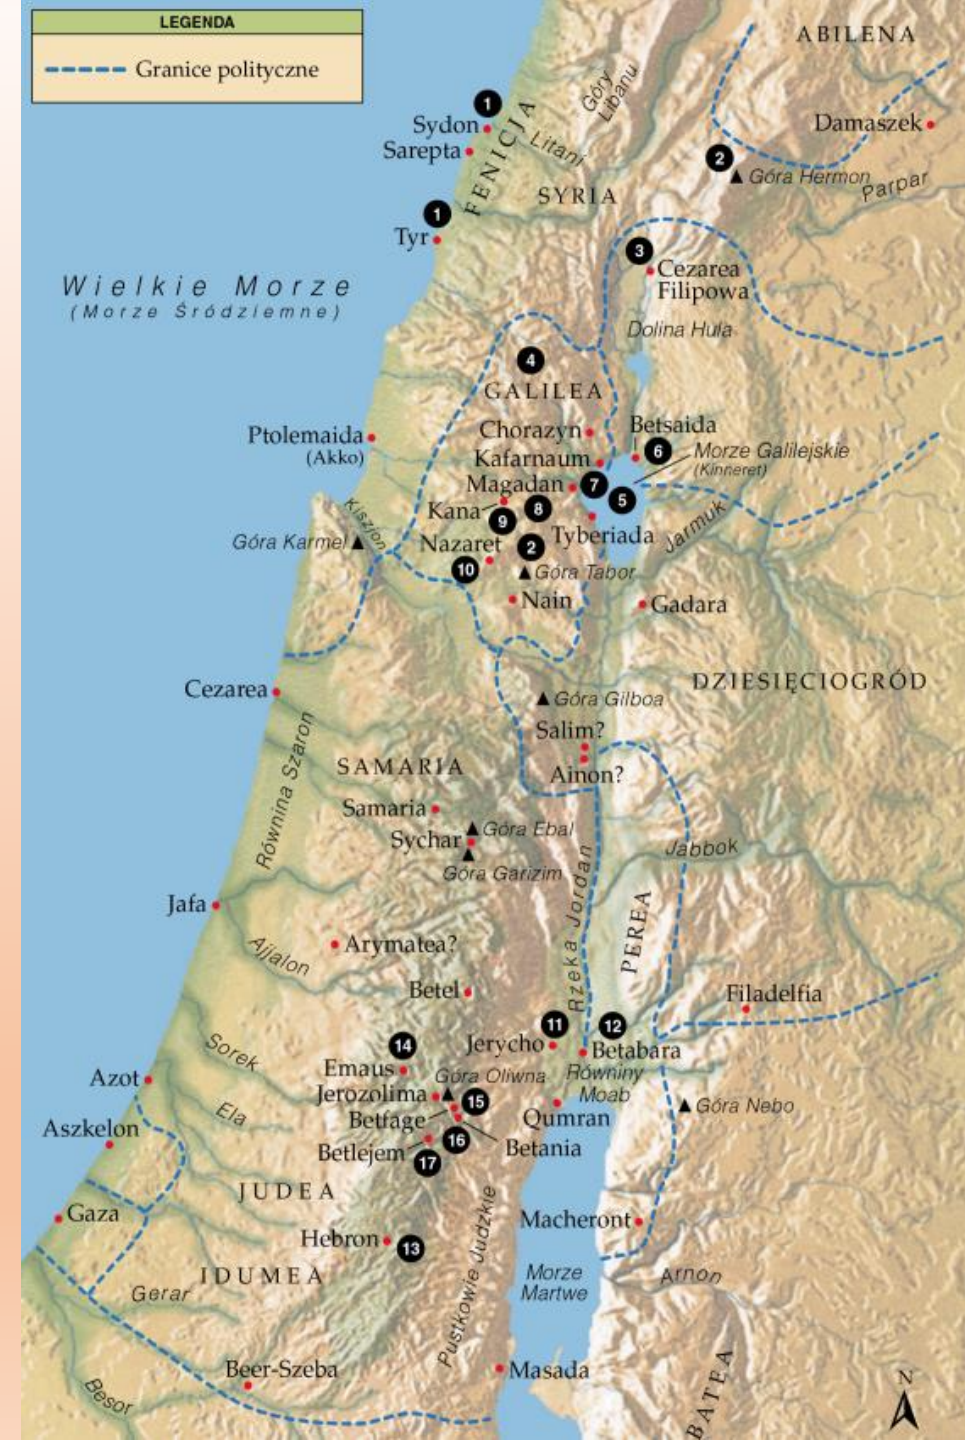 LEGENDA
Granice polityczne
ABILENA
Góry
Libanu
1
Sydon
Damaszek
Sarepta
FENICJA
Litani
2
Góra Hermon
SYRIA
Parpar
1
Tyr
3
Cezarea
Filipowa
Wielkie Morze
(Morze Śródziemne)
Dolina Hula
4
GALILEA
Ptolemaida
(Akko)
Chorazyn
Betsaida
6
Morze Galilejskie
(Kinneret)
Kafarnaum
Magadan
7
5
Kana
8
9
Kiszjon
Góra Karmel
Nazaret
2
Tyberiada
Jarmuk
10
Góra Tabor
Nain
Gadara
DZIESIĘCIOGRÓD
Cezarea
Góra Gilboa
Salim?
Ainon?
Równina Szaron
SAMARIA
Samaria
Góra Ebal
Sychar
Góra Garizim
Jabbok
Rzeka Jordan
PEREA
Jafa
Arymatea?
Ajjalon
Betel
Filadelfia
11
12
Jerycho
Betabara
14
Sorek
Emaus
Góra Oliwna
Równiny
Moab
Azot
Jerozolima
15
Góra Nebo
Ela
Betfage
Qumran
Aszkelon
16
Betania
Betlejem
17
JUDEA
Gaza
Macheront
Hebron
13
IDUMEA
Pustkowie Judzkie
Morze
Martwe
Arnon
Gerar
Beer-Szeba
Masada
Besor
BATEA
N